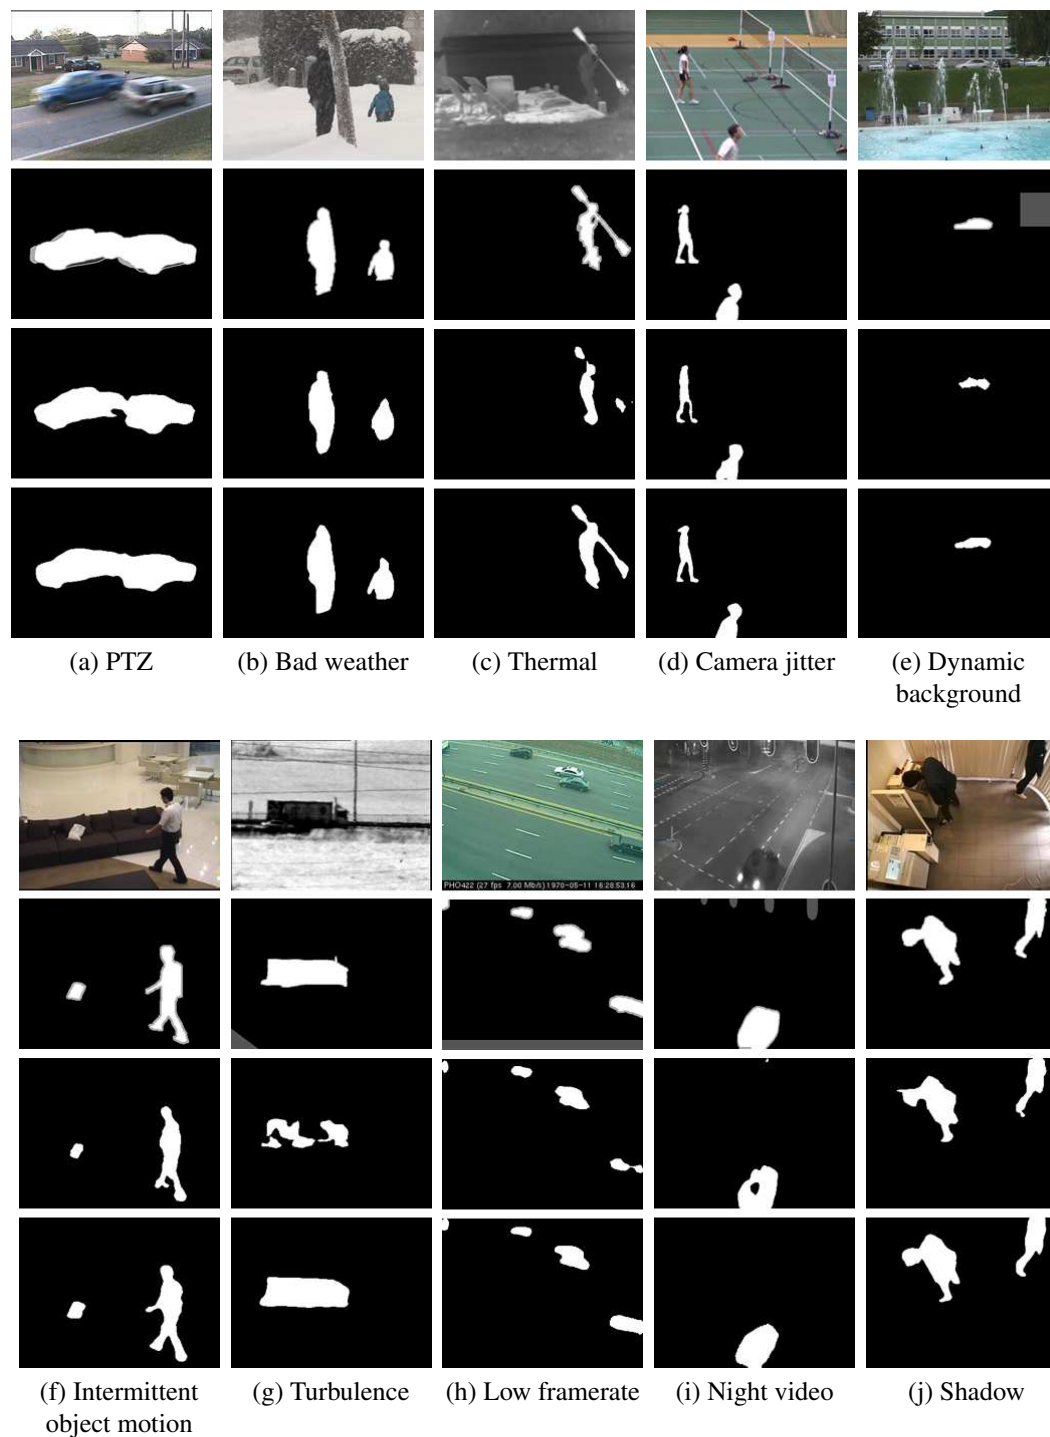 (a) PTZ
(b) Bad weather
(c) Thermal
(d) Camera jitter
(e) Dynamic
background
PHO422 (27 fps 7.00 Mb/s) 1970-05-11 16:28:53.16
(f) Intermittent
object motion
(g) Turbulence
(h) Low framerate
(i) Night video
(j) Shadow